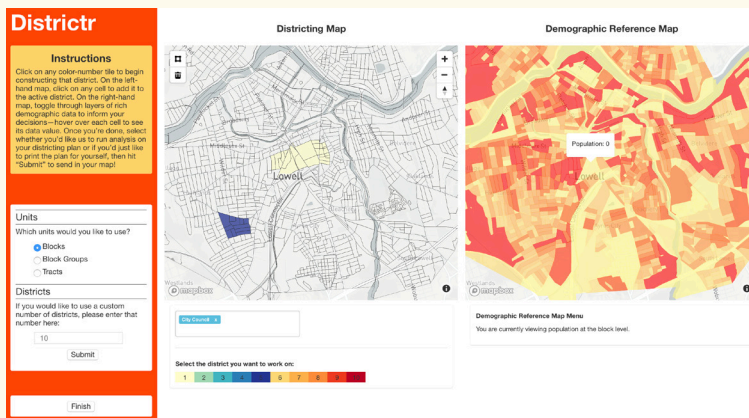 Districtr
Instructions
Click on any color-number tile to begin
constructing that district. On the left-
hand map, click on any cell to add it to
the active district. On the right-hand
map, toggle through layers of rich
demographic data to inform your
decisions—hover over each cell to see
its data value. Once you're done, select
whether you'd like us to run analysis on
your districting plan or if you'd just like
to print the plan for yourself, then hit
"Submit" to send in your map!
Units
Which units would you like to use?
Blocks
Block Groups
Tracts
Districts
If you would like to use a custom
number of districts, please enter that
number here:
10
Submit
Finish
Districting Map
Lowell
mapbox
City Council x
Select the district you want to work on:
1 2 3 4 5 6 7 8 9
Demographic Reference Map
Population: 0
Lowell
mapbox
Demographic Reference Map Menu
You are currently viewing population at the block level.